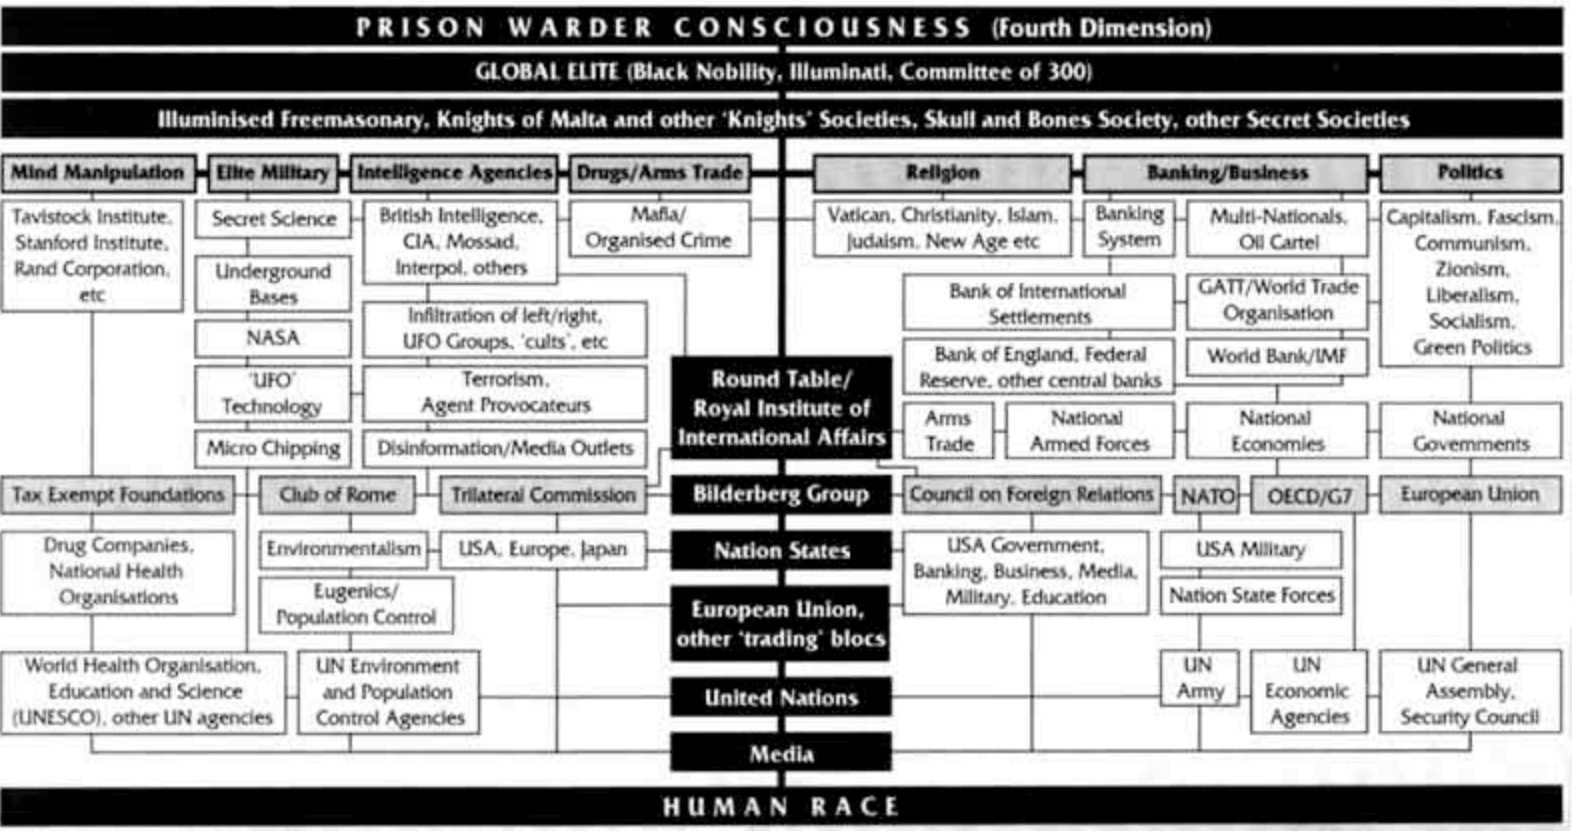 PRISON WARDER CONSCIOUSNESS (Fourth Dimension)
GLOBAL ELITE (Black Nobility, Illuminati, Committee of 300)
Illuminised Freemasonary, Knights of Malta and other 'Knights' Societies, Skull and Bones Society, other Secret Societies
Mind Manipulation
Elite Military
Intelligence Agencies
Drugs/Arms Trade
Religion
Banking/Business
Politics
Tavistock Institute,
Stanford Institute,
Rand Corporation,
etc
Secret Science
Underground
Bases
NASA
'UFO'
Technology
Micro Chipping
British Intelligence,
CIA, Mossad,
Interpol, others
Infiltration of left/right,
UFO Groups, 'cults', etc
Terrorism,
Agent Provocateurs
Disinformation/Media Outlets
Mafia/
Organised Crime
Vatican, Christianity, Islam,
Judaism, New Age etc
Banking
System
Multi-Nationals,
Oil Cartel
Bank of International
Settlements
GATT/World Trade
Organisation
Bank of England, Federal
Reserve, other central banks
World Bank/IMF
Arms
Trade
National
Armed Forces
National
Economies
Capitalism, Fascism,
Communism,
Zionism,
Liberalism,
Socialism,
Green Politics
National
Governments
Round Table/
Royal Institute of
International Affairs
Tax Exempt Foundations
Club of Rome
Trilateral Commission
Bilderberg Group
Council on Foreign Relations
NATO
OECD/G7
European Union
Drug Companies,
National Health
Organisations
Environmentalism
USA, Europe, Japan
Nation States
USA Government,
Banking, Business, Media,
Military, Education
USA Military
Eugenics/
Population Control
European Union,
other 'trading' blocs
Nation State Forces
World Health Organisation,
Education and Science
(UNESCO), other UN agencies
UN Environment
and Population
Control Agencies
United Nations
UN
Army
UN
Economic
Agencies
UN General
Assembly,
Security Council
Media
HUMAN RACE